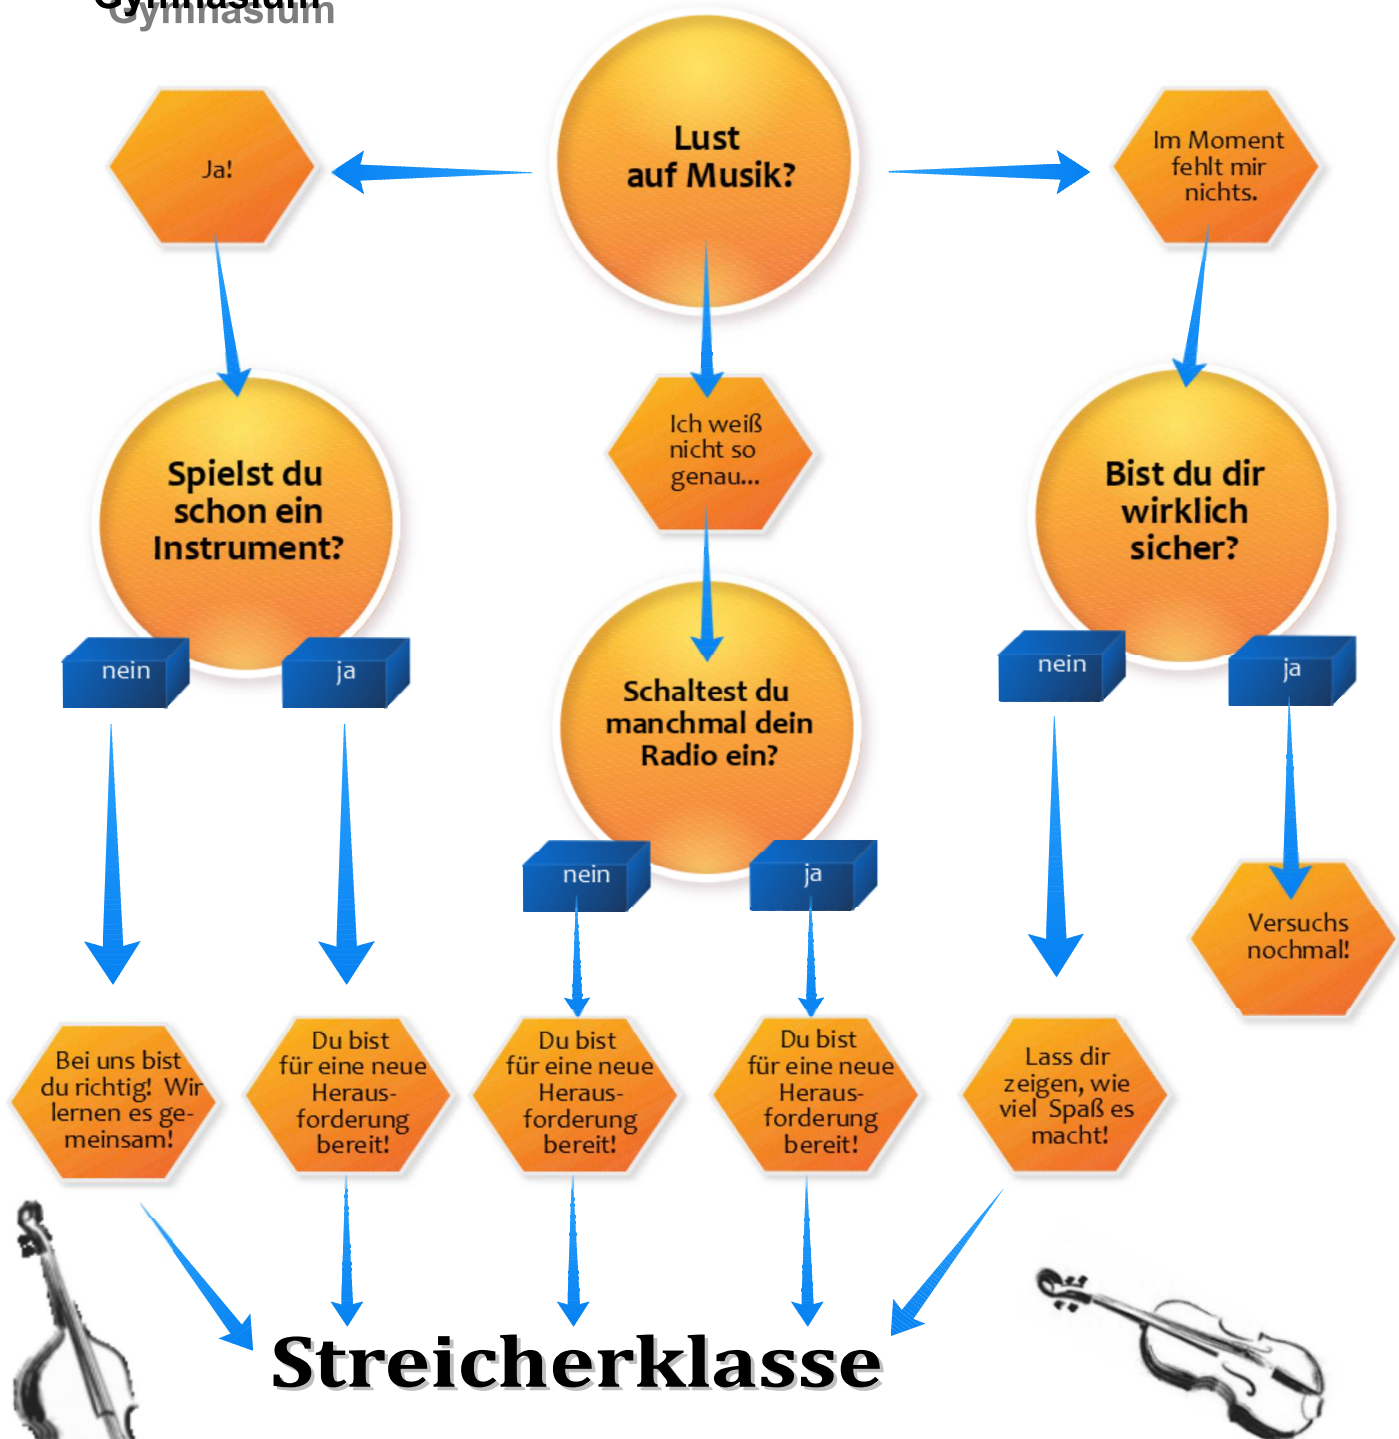 Gymnasium
Lust
auf Musik?
Ja!
Im Moment
fehlt mir
nichts.
Spielst du
schon ein
Instrument?
nein
ja
Ich weiß
nicht so
genau...
Bist du dir
wirklich
sicher?
nein
ja
Schaltest du
manchmal dein
Radio ein?
nein
ja
Versuchs
nochmal!
Bei uns bist
du richtig! Wir
lernen es ge-
meinsam!
Du bist
für eine neue
Heraus-
forderung
bereit!
Du bist
für eine neue
Heraus-
forderung
bereit!
Du bist
für eine neue
Heraus-
forderung
bereit!
Lass dir
zeigen, wie
viel Spaß es
macht!
Streicherklasse